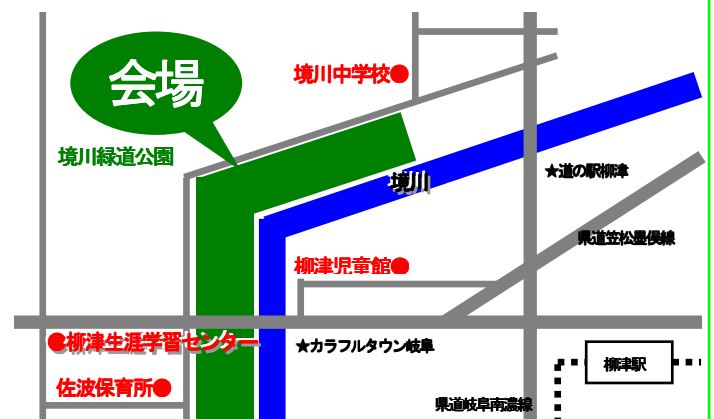 会場
境川中学校●
境川緑道公園
★道の駅柳津
境川
県道笠松墨俣線
柳津児童館●
●柳津生涯学習センター
★カラフルタウン岐阜
柳津駅
佐波保育所●
県道岐阜南濃線